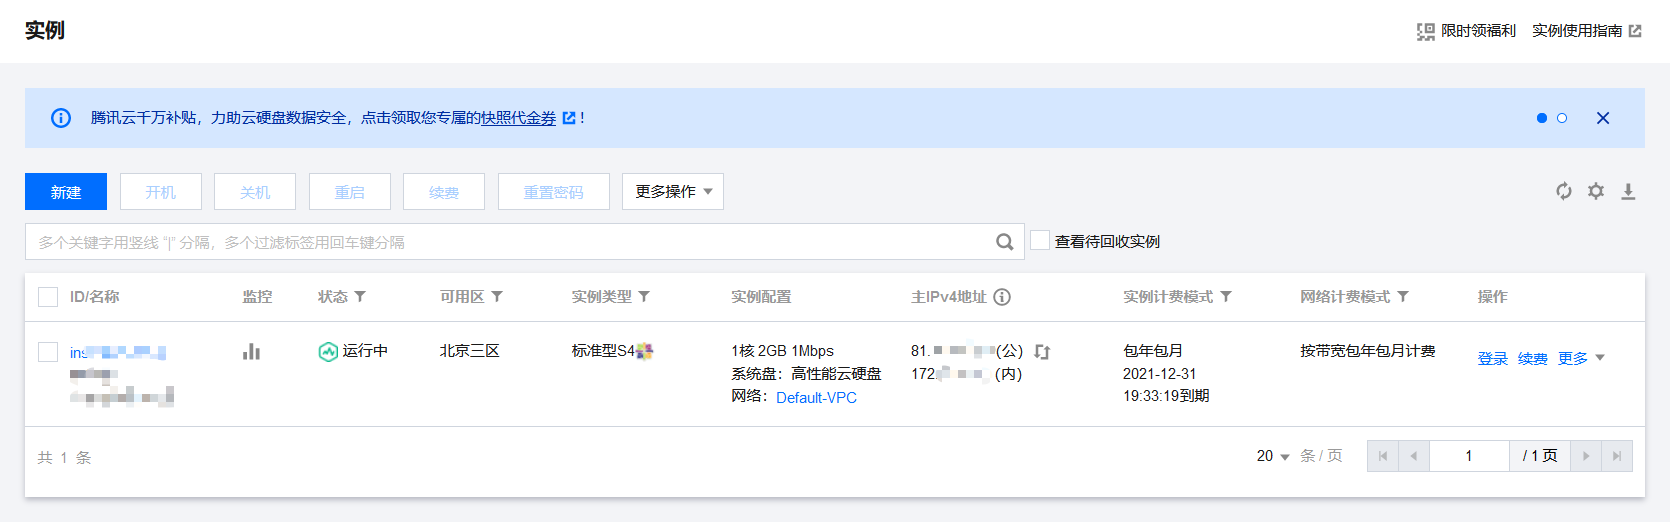 实例
限时领福利 实例使用指南
腾讯云千万补贴，力助云硬盘数据安全，点击领取您专属的快照代金券！
新建 开机 关机 重启 续费 重置密码 更多操作
多个关键字用竖线 “|” 分隔，多个过滤标签用回车键分隔
查看待回收实例
ID/名称 监控 状态 可用区 实例类型 实例配置 主IPv4地址 实例计费模式 网络计费模式 操作
ins 运行中 北京三区 标准型S4 1核 2GB 1Mbps 81. (公) 包年包月 按带宽包年包月计费 登录 续费 更多
系统盘：高性能云硬盘 172. (内) 2021-12-31
网络：Default-VPC 19:33:19到期
共 1 条 20 条 / 页 1 / 1 页